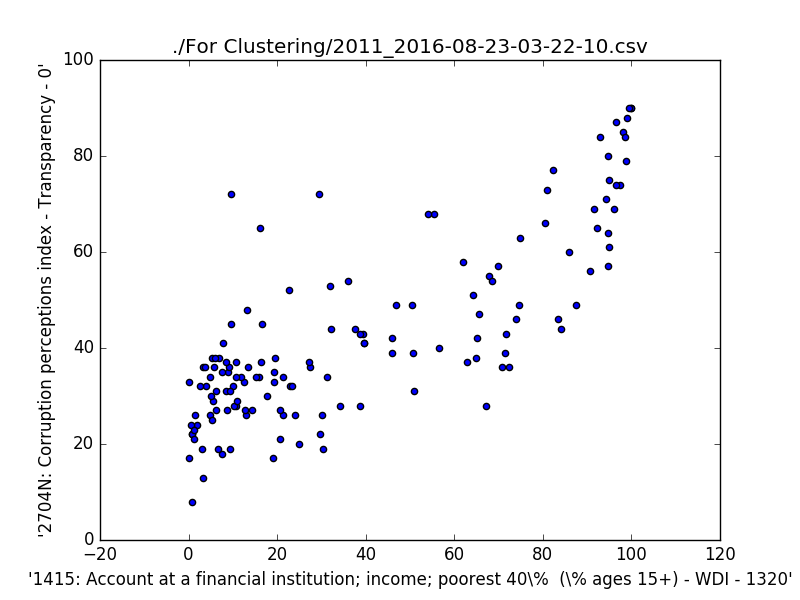 ./For Clustering/2011_2016-08-23-03-22-10.csv
100
80
60
40
20
0
'2704N: Corruption perceptions index - Transparency - 0'
−20 0 20 40 60 80 100 120
'1415: Account at a financial institution; income; poorest 40\%  (\% ages 15+) - WDI - 1320'